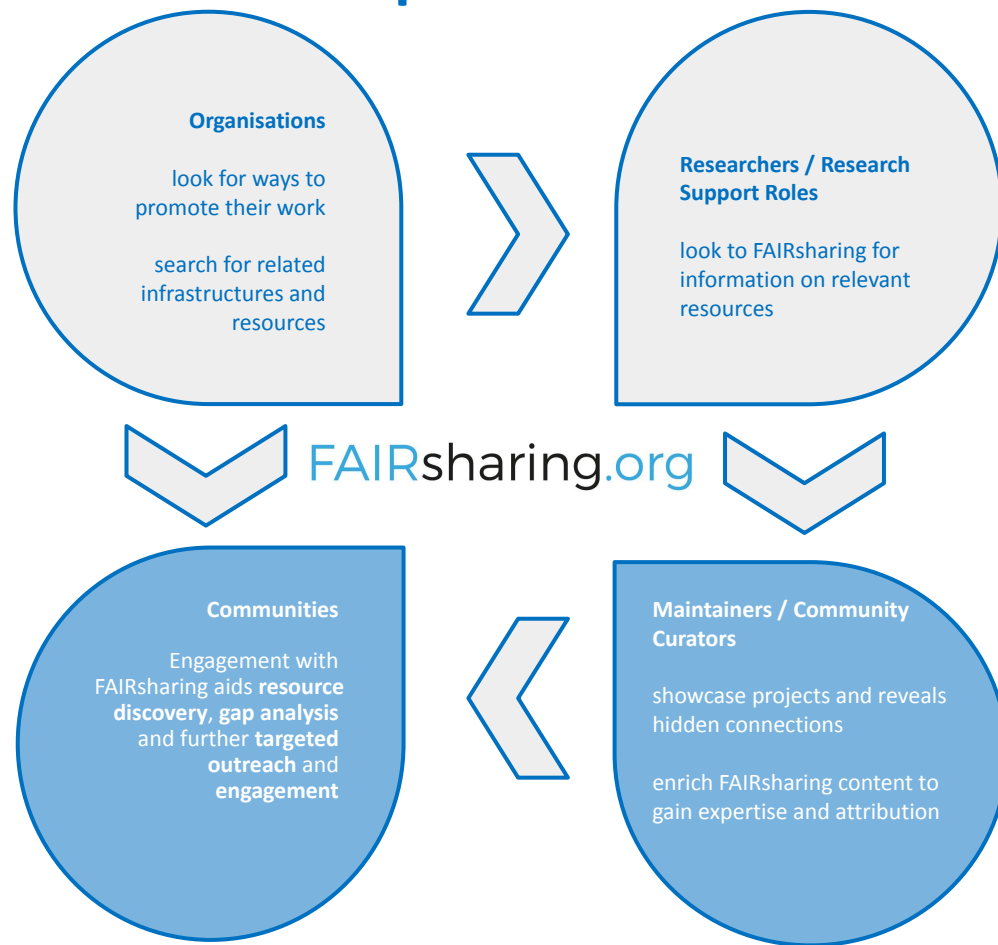 Organisations
look for ways to
promote their work
search for related
infrastructures and
resources
Researchers / Research
Support Roles
look to FAIRsharing for
information on relevant
resources
FAIRsharing.org
Communities
Engagement with
FAIRsharing aids resource
discovery, gap analysis
and further targeted
outreach and
engagement
Maintainers / Community
Curators
showcase projects and reveals
hidden connections
enrich FAIRsharing content to
gain expertise and attribution